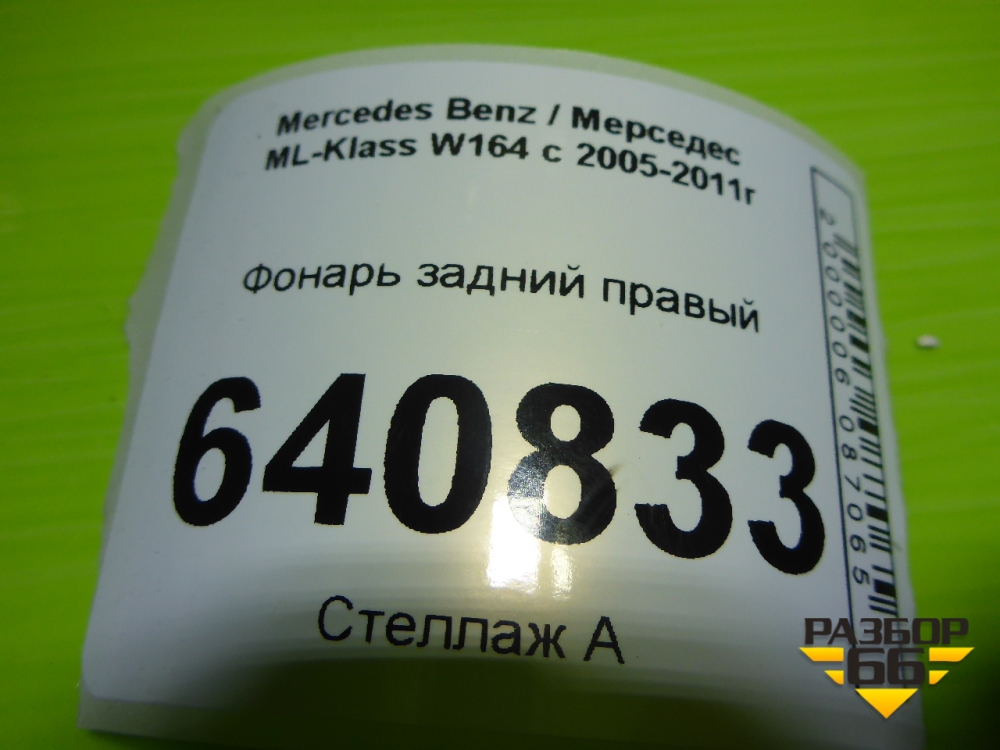 Mercedes Benz / Мерседес
ML-Klass W164 с 2005-2011г
Фонарь задний правый
640833
Стеллаж А
2000006087065
РАЗБОР
66